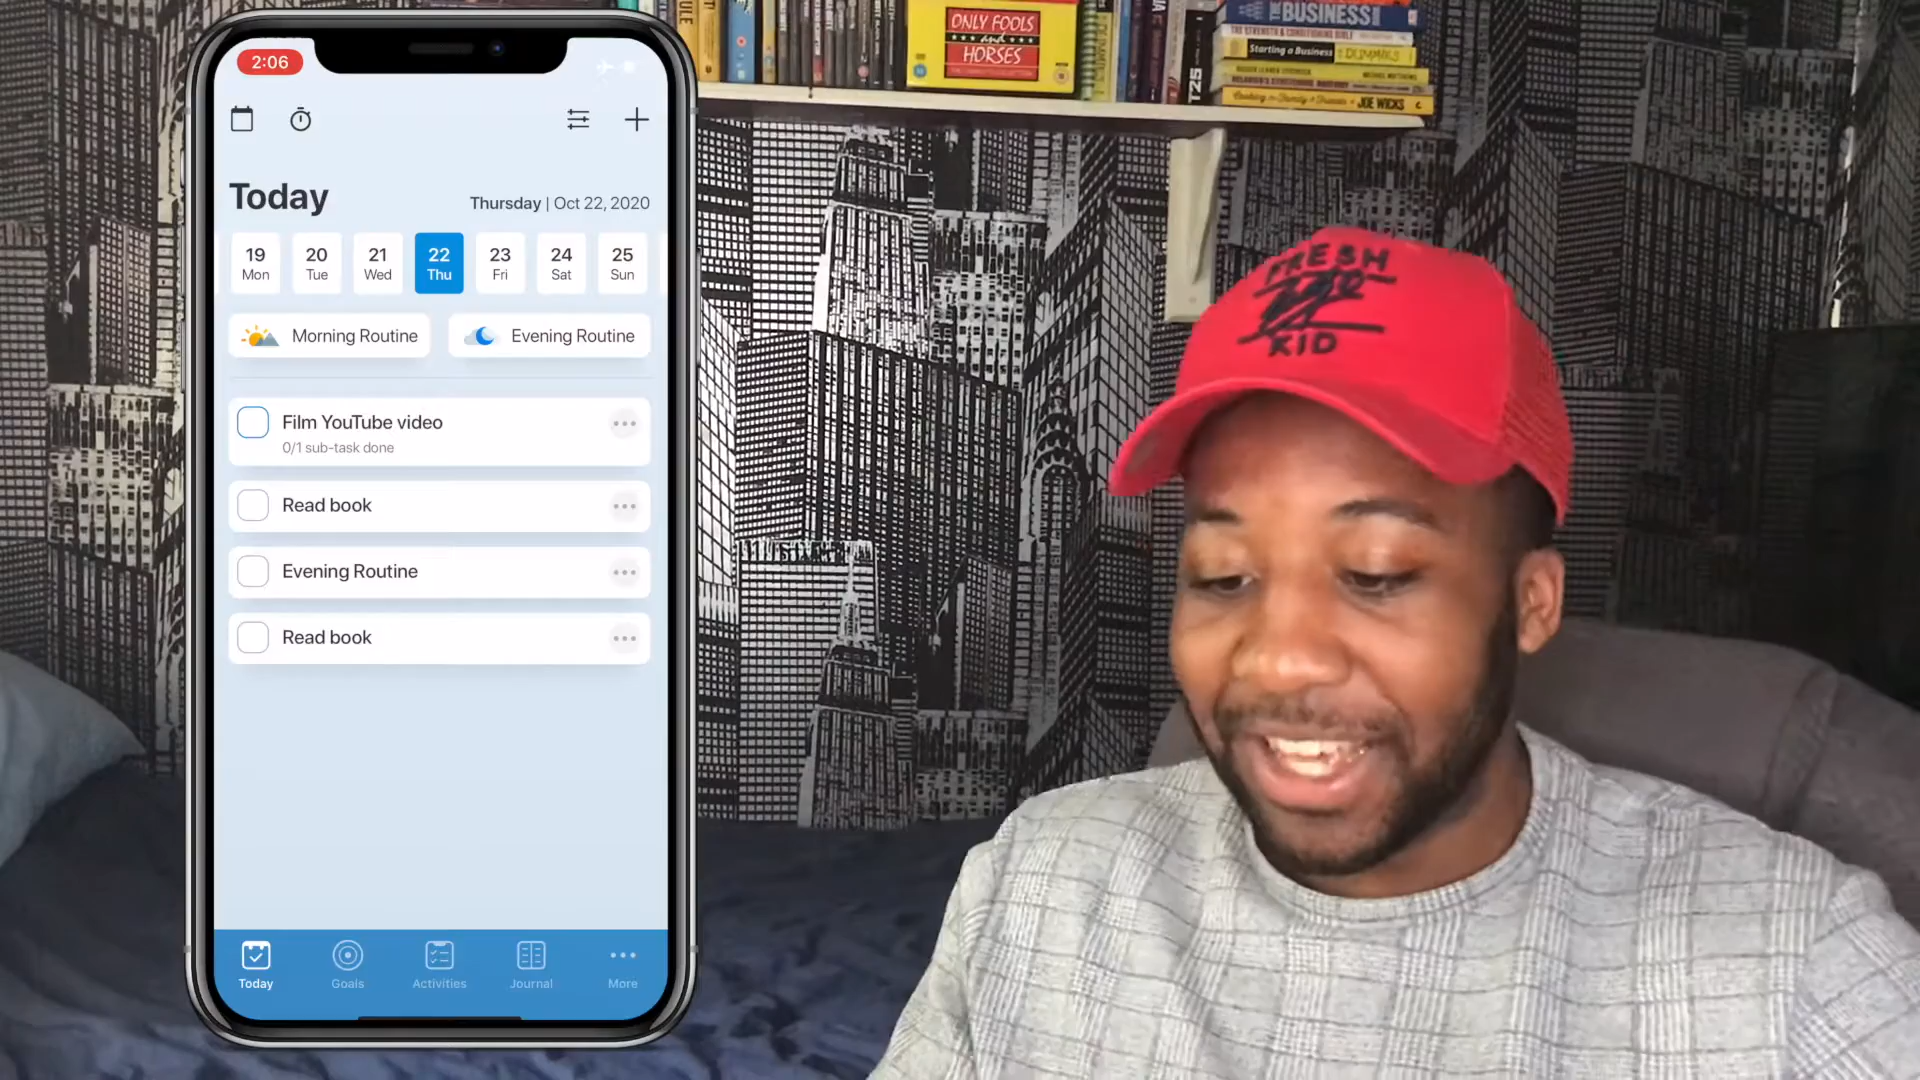 2:06
Today
Thursday | Oct 22, 2020
19 20 21 22 23 24 25
Mon Tue Wed Thu Fri Sat Sun
Morning Routine Evening Routine
Film YouTube video
0/1 sub-task done
Read book
Evening Routine
Read book
Today Goals Activities Journal More
ONLY FOOLS
and
HORSES
T25
BUSINESS
Starting a Business DUMMIES
JOE WICKS
FRESH
EGO
KID